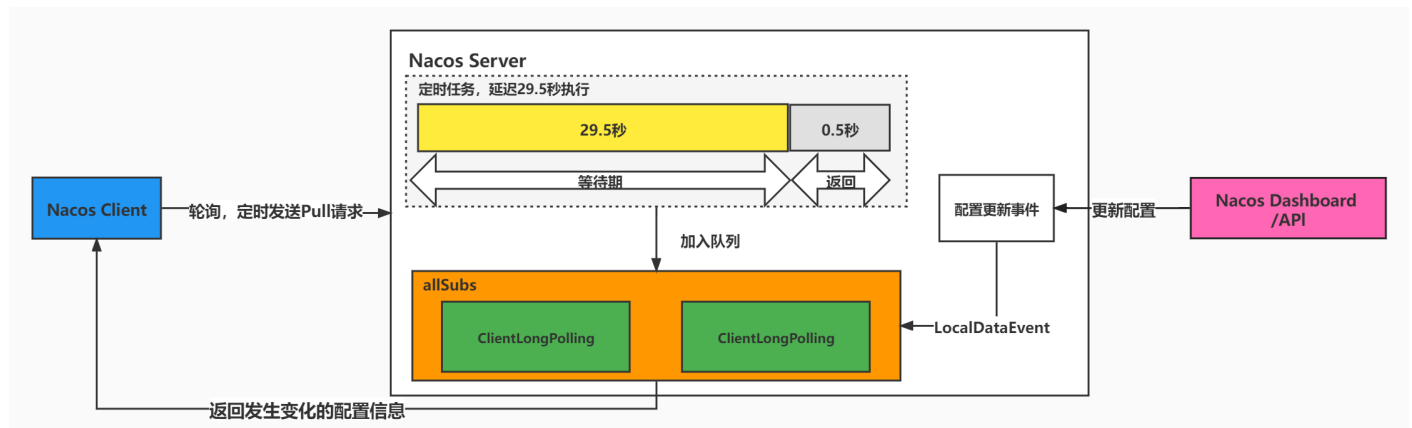 Nacos Server
定时任务，延迟29.5秒执行
29.5秒
0.5秒
等待期
返回
Nacos Client
轮询，定时发送Pull请求
配置更新事件
更新配置
Nacos Dashboard
/API
加入队列
allSubs
ClientLongPolling
ClientLongPolling
LocalDataEvent
返回发生变化的配置信息